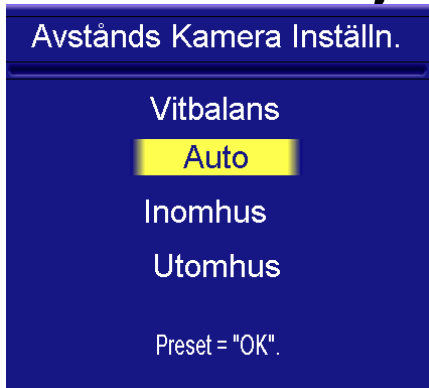 Avstånds Kamera Inställn.
Vitbalans
Auto
Inomhus
Utomhus
Preset = "OK".